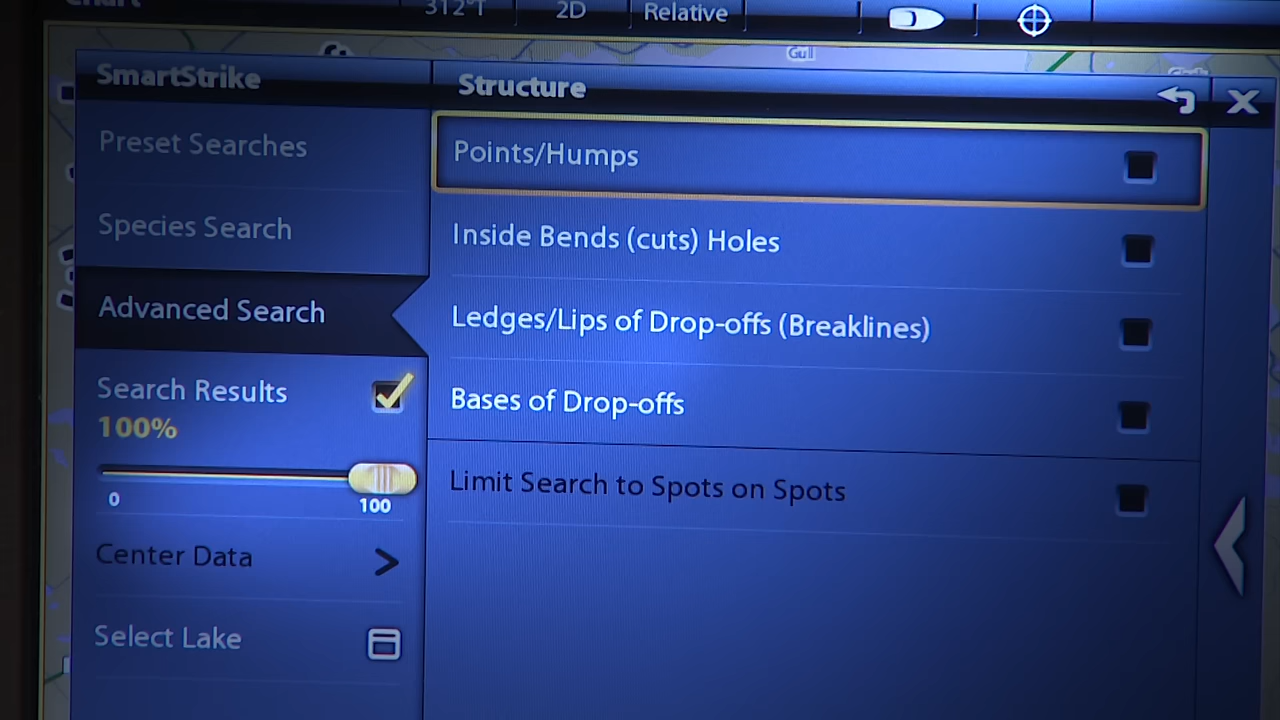 Chart
312°T
2D
Relative
Gull
SmartStrike
Structure
Preset Searches
Species Search
Advanced Search
Search Results
100%
0
100
Center Data
Select Lake
Points/Humps
Inside Bends (cuts) Holes
Ledges/Lips of Drop-offs (Breaklines)
Bases of Drop-offs
Limit Search to Spots on Spots